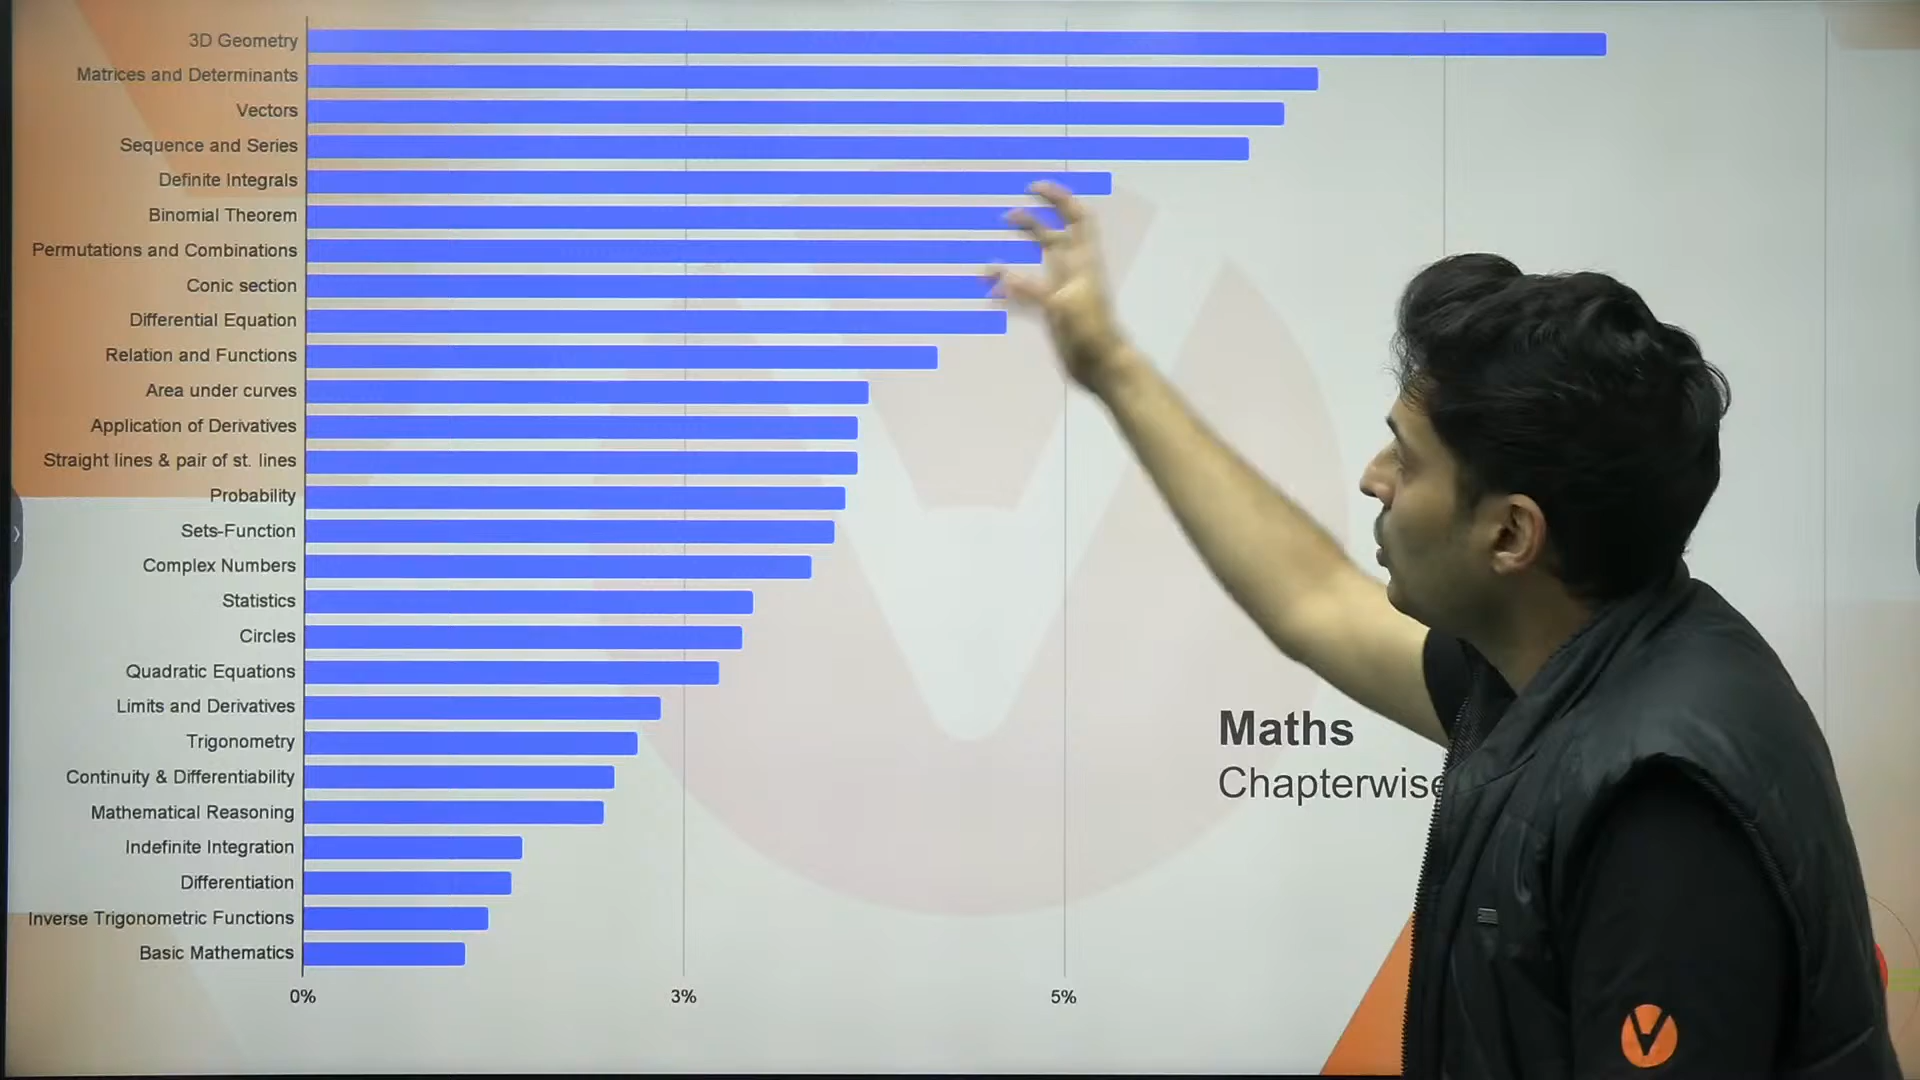 3D Geometry
Matrices and Determinants
Vectors
Sequence and Series
Definite Integrals
Binomial Theorem
Permutations and Combinations
Conic section
Differential Equation
Relation and Functions
Area under curves
Application of Derivatives
Straight lines & pair of st. lines
Probability
Sets-Function
Complex Numbers
Statistics
Circles
Quadratic Equations
Limits and Derivatives
Trigonometry
Continuity & Differentiability
Mathematical Reasoning
Indefinite Integration
Differentiation
Inverse Trigonometric Functions
Basic Mathematics
0% 3% 5%
Maths
Chapterwise